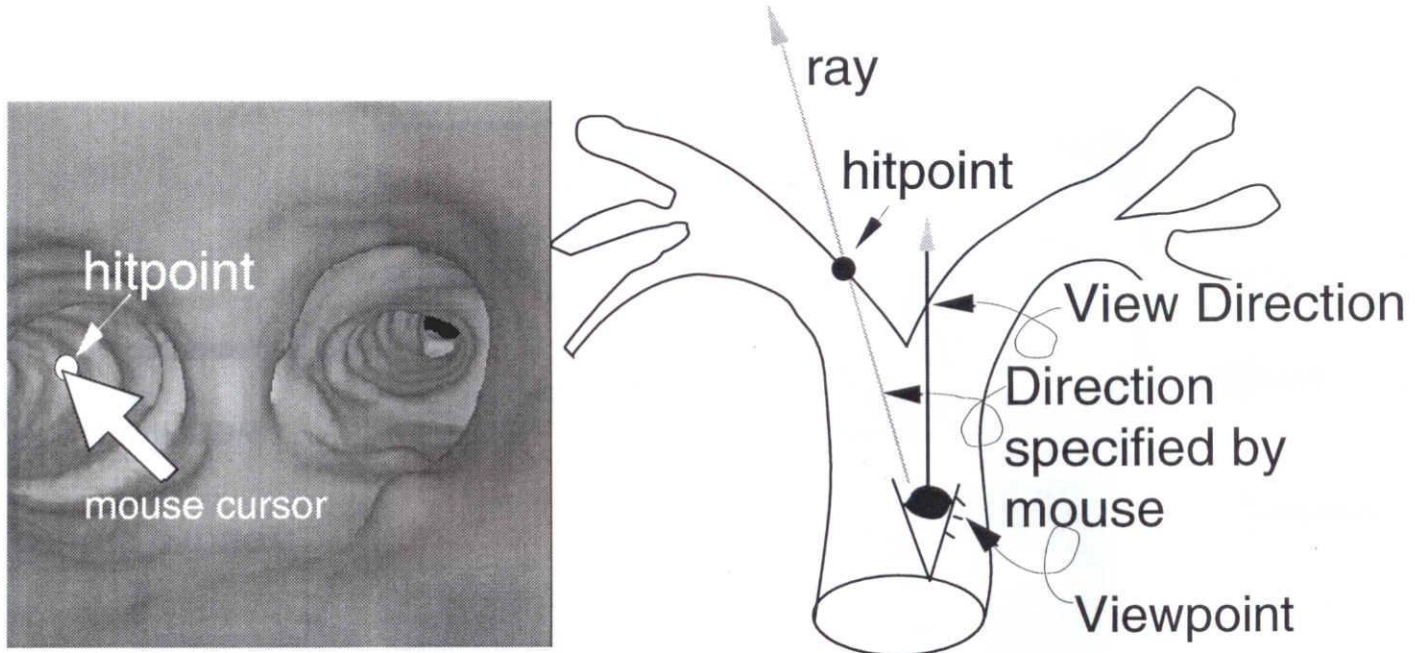 hitpoint
mouse cursor
ray
hitpoint
View Direction
Direction
specified by
mouse
Viewpoint